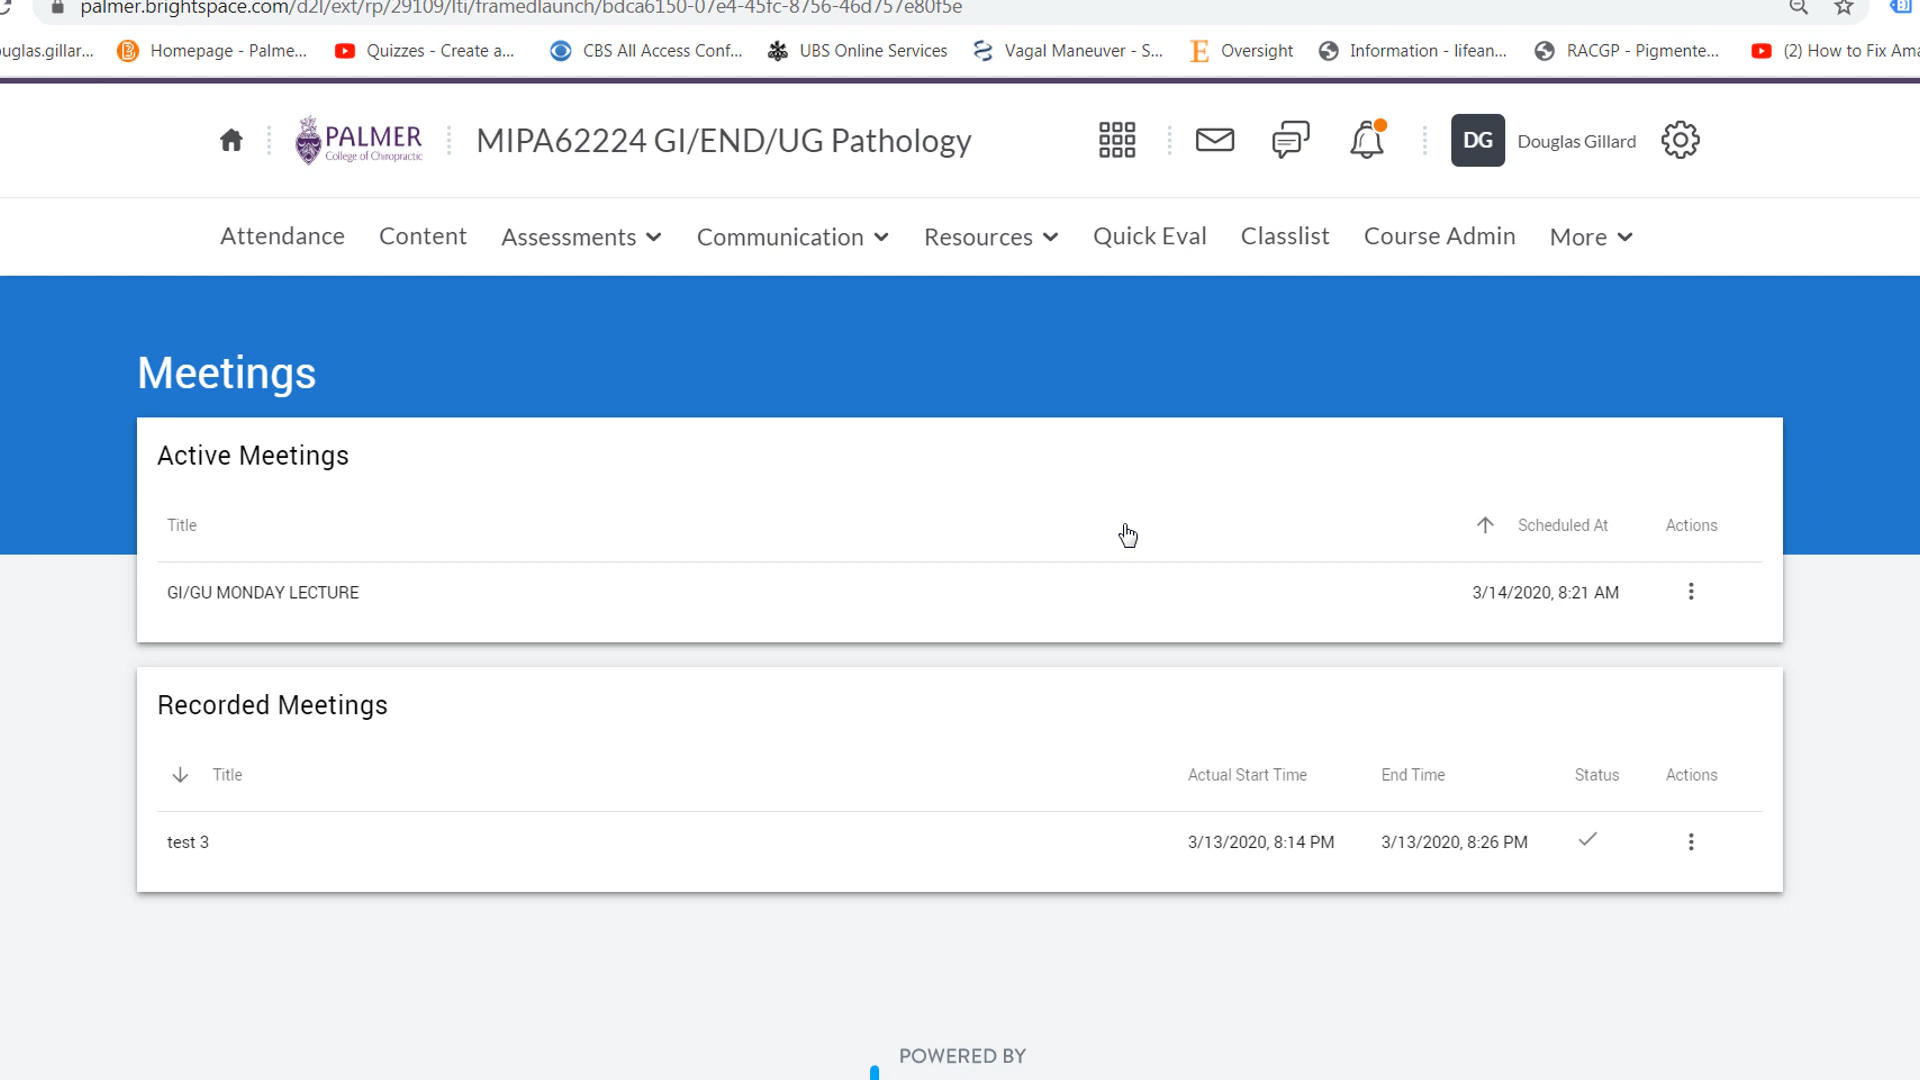 palmer.brightspace.com/d2l/ext/rp/29109/lti/framedlaunch/bdca6150-07e4-45fc-8756-46d757e80f5e
ouglas.gillar... Homepage - Palme... Quizzes - Create a... CBS All Access Conf... UBS Online Services Vagal Maneuver - S... Oversight Information - lifean... RACGP - Pigmente... (2) How to Fix Ama
PALMER College of Chiropractic MIPA62224 GI/END/UG Pathology DG Douglas Gillard
Attendance Content Assessments Communication Resources Quick Eval Classlist Course Admin More
Meetings
Active Meetings
Title Scheduled At Actions
GI/GU MONDAY LECTURE 3/14/2020, 8:21 AM
Recorded Meetings
Title Actual Start Time End Time Status Actions
test 3 3/13/2020, 8:14 PM 3/13/2020, 8:26 PM
POWERED BY